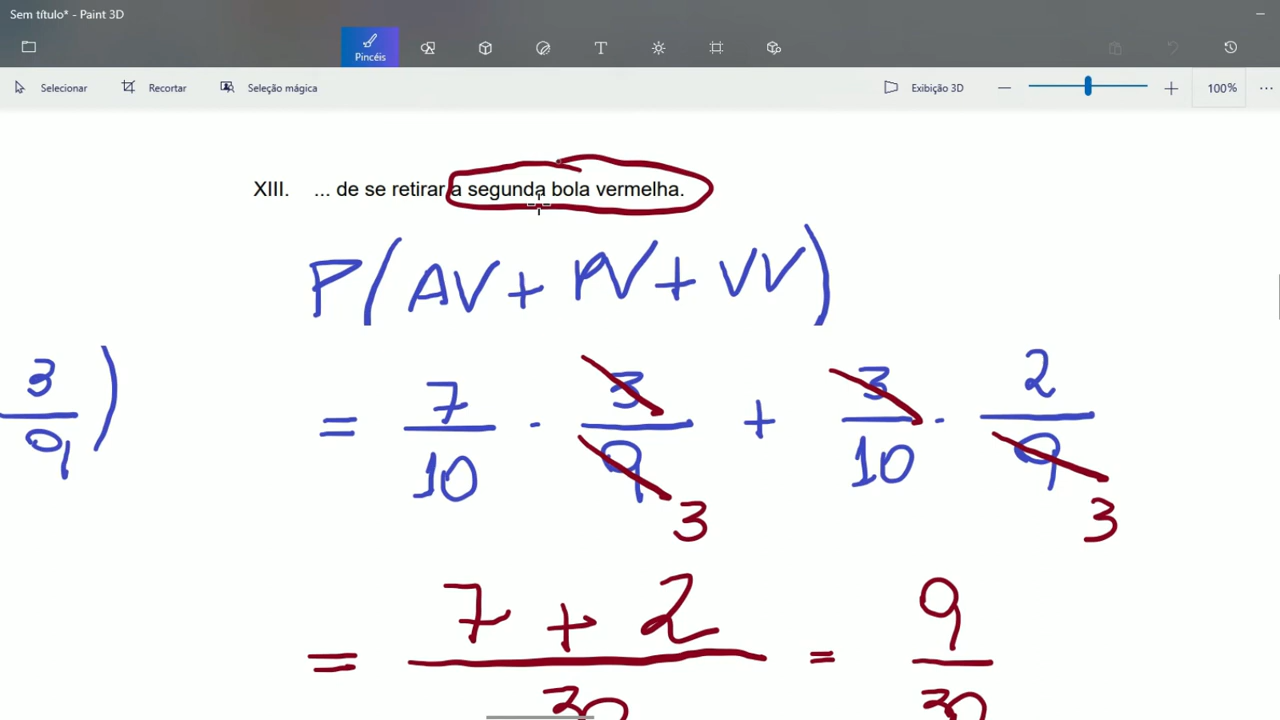 Sem título* - Paint 3D
Pincéis
Selecionar Recortar Seleção mágica Exibição 3D 100%
XIII. ... de se retirar a segunda bola vermelha.
P(AV + PV + VV)
3/9 )
= 7/10 · 3/9 + 3/10 · 2/9
3 3
= 7 + 2 / 30 = 9/30